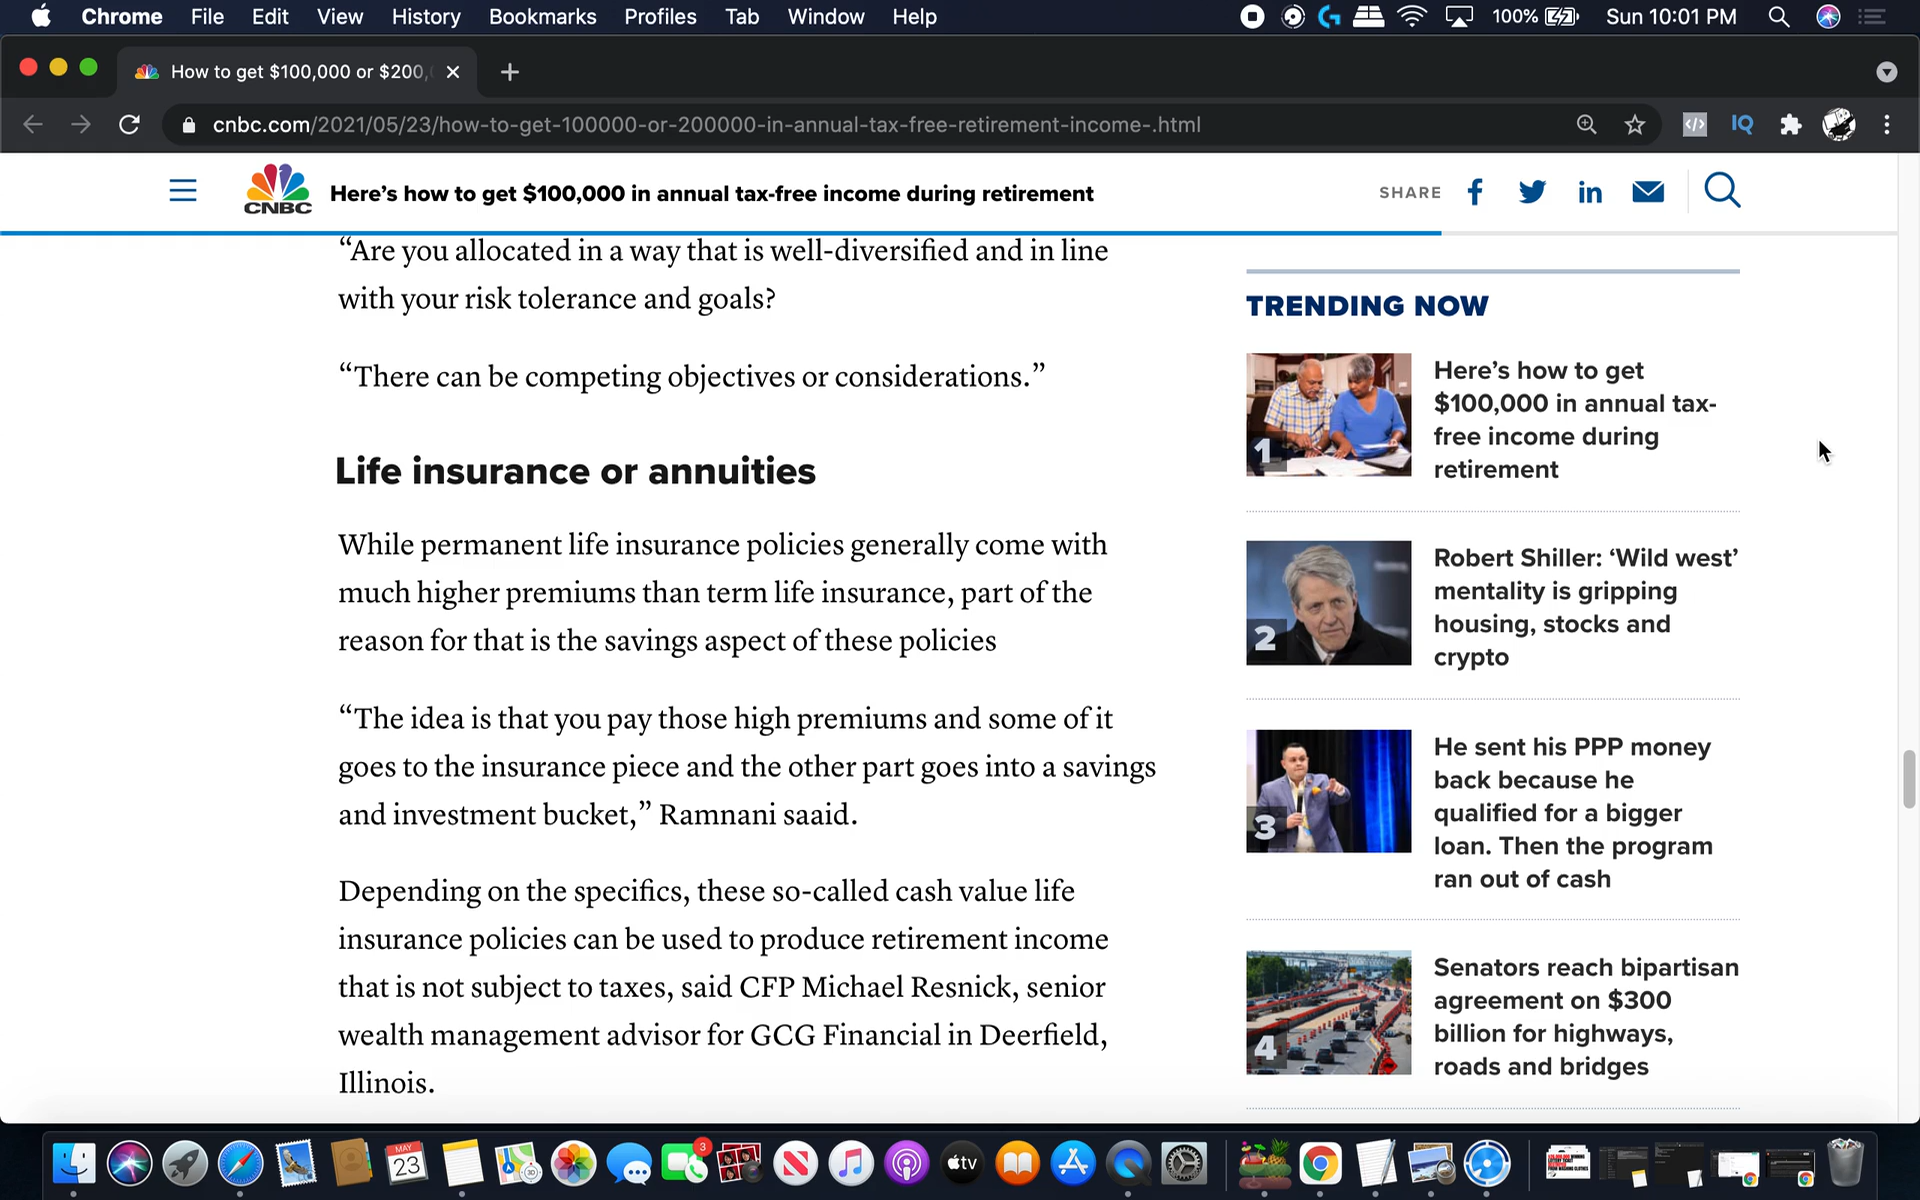 Chrome File Edit View History Bookmarks Profiles Tab Window Help 100% Sun 10:01 PM
How to get $100,000 or $200,
cnbc.com/2021/05/23/how-to-get-100000-or-200000-in-annual-tax-free-retirement-income-.html
IQ
CNBC
Here’s how to get $100,000 in annual tax-free income during retirement
SHARE
“Are you allocated in a way that is well-diversified and in line
with your risk tolerance and goals?
“There can be competing objectives or considerations.”
Life insurance or annuities
While permanent life insurance policies generally come with
much higher premiums than term life insurance, part of the
reason for that is the savings aspect of these policies
“The idea is that you pay those high premiums and some of it
goes to the insurance piece and the other part goes into a savings
and investment bucket,” Ramnani saaid.
Depending on the specifics, these so-called cash value life
insurance policies can be used to produce retirement income
that is not subject to taxes, said CFP Michael Resnick, senior
wealth management advisor for GCG Financial in Deerfield,
Illinois.
TRENDING NOW
1
Here’s how to get
$100,000 in annual tax-
free income during
retirement
2
Robert Shiller: ‘Wild west’
mentality is gripping
housing, stocks and
crypto
3
He sent his PPP money
back because he
qualified for a bigger
loan. Then the program
ran out of cash
4
Senators reach bipartisan
agreement on $300
billion for highways,
roads and bridges
MAY
23
3
tv